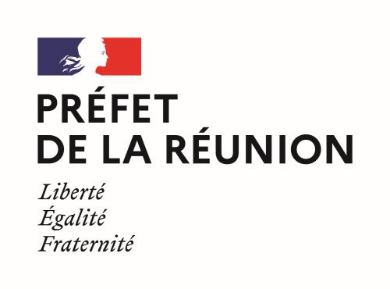 PRÉFET
DE LA RÉUNION
Liberté
Égalité
Fraternité